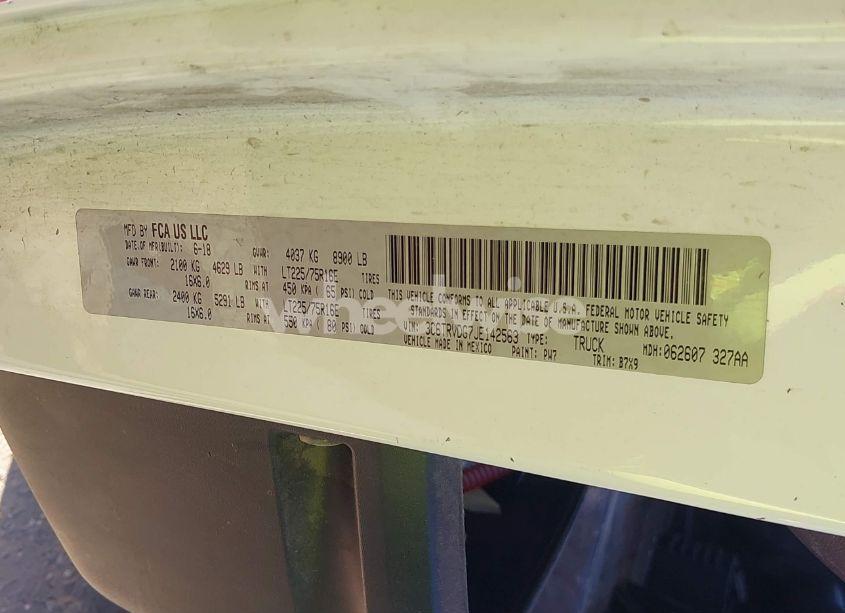 MFD BY FCA US LLC
DATE OF MFR(BUILT): 6-18 GVWR: 4037 KG 8900 LB
GAWR FRONT: 2100 KG 4629 LB WITH LT225/75R16E TIRES
16X6.0 RIMS AT 450 KPA ( 65 PSI) COLD
GAWR REAR: 2400 KG 5291 LB WITH LT225/75R16E TIRES
16X6.0 RIMS AT 550 KPA ( 80 PSI) COLD
THIS VEHICLE CONFORMS TO ALL APPLICABLE U.S.A. FEDERAL MOTOR VEHICLE SAFETY
STANDARDS IN EFFECT ON THE DATE OF MANUFACTURE SHOWN ABOVE.
VIN: 3C6TRVDG7JE142563 TYPE: TRUCK MDH: 062607 327AA
VEHICLE MADE IN MEXICO PAINT: PW7 TRIM: B7X9